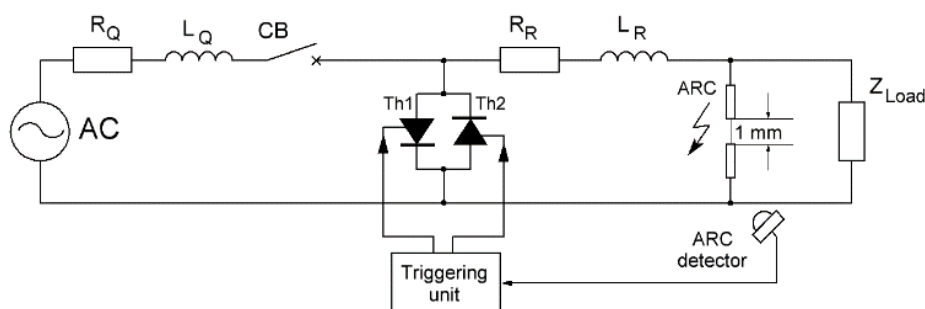 R_Q
L_Q
CB
R_R
L_R
AC
Th1
Th2
ARC
1 mm
Z_Load
ARC
detector
Triggering
unit